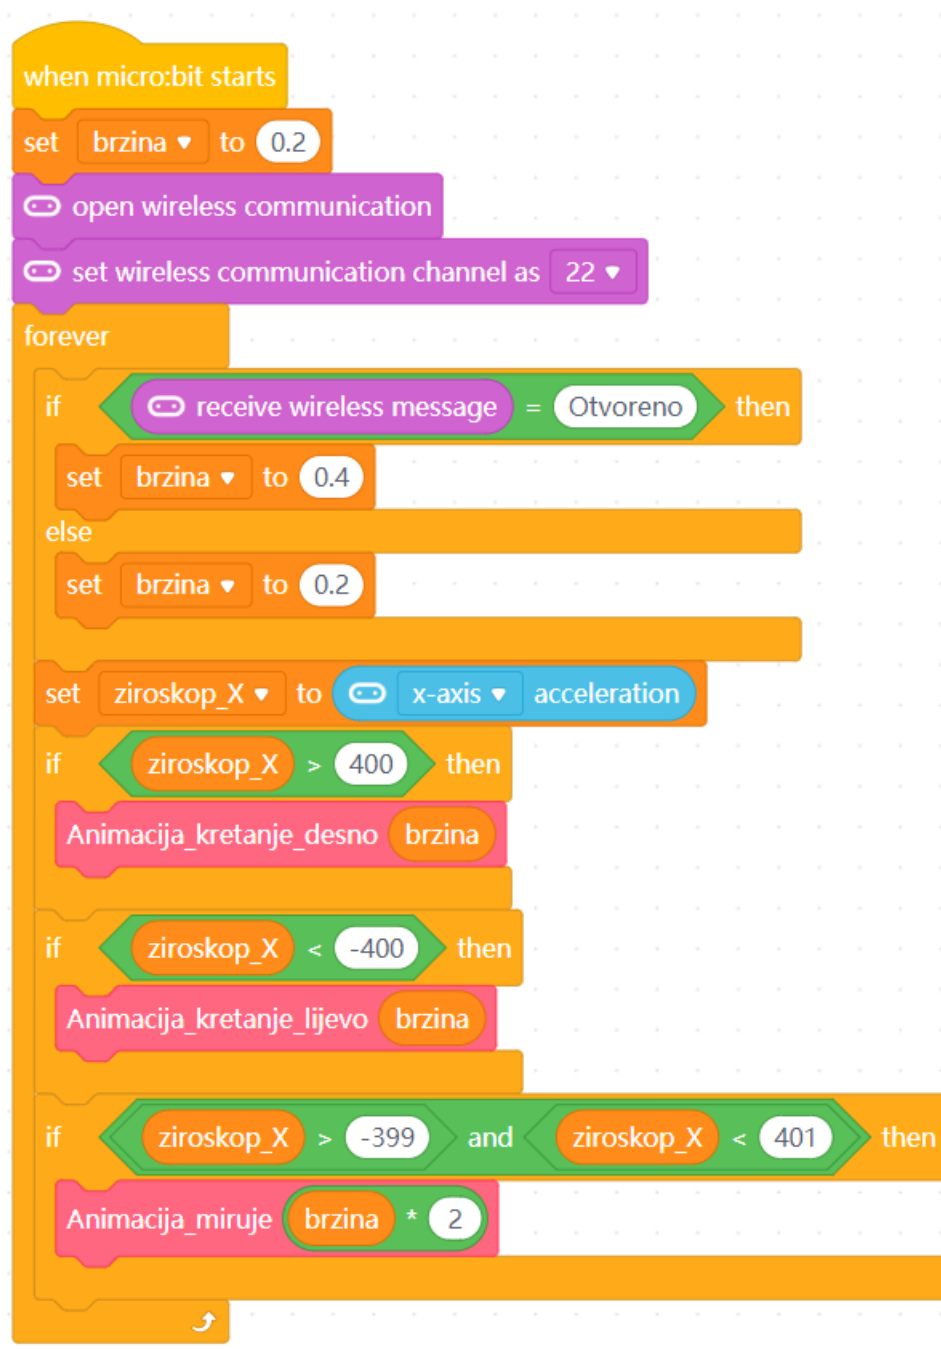 when micro:bit starts
set brzina to 0.2
open wireless communication
set wireless communication channel as 22
forever
if receive wireless message = Otvoreno then
set brzina to 0.4
else
set brzina to 0.2
set ziroskop_X to x-axis acceleration
if ziroskop_X > 400 then
Animacija_kretanje_desno brzina
if ziroskop_X < -400 then
Animacija_kretanje_lijevo brzina
if ziroskop_X > -399 and ziroskop_X < 401 then
Animacija_miruje brzina * 2